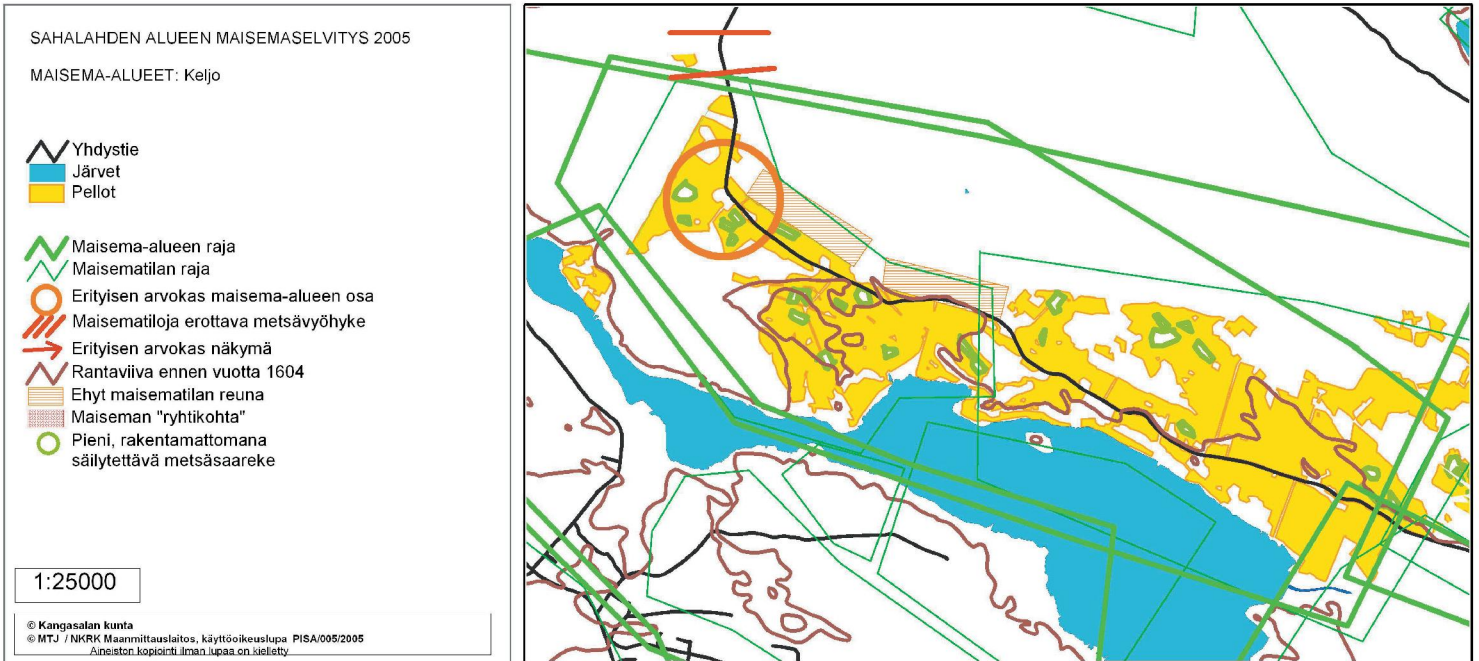 SAHALAHDEN ALUEEN MAISEMASELVITYS 2005
MAISEMA-ALUEET: Keljo
Yhdystie
Järvet
Pellot
Maisema-alueen raja
Maisematilan raja
Erityisen arvokas maisema-alueen osa
Maisematiloja erottava metsävyöhyke
Erityisen arvokas näkymä
Rantaviiva ennen vuotta 1604
Ehyt maisematilan reuna
Maiseman "ryhtikohta"
Pieni, rakentamattomana
säilytettävä metsäsaareke
1:25000
© Kangasalan kunta
© MTJ / NKRK Maanmittauslaitos, käyttöoikeuslupa PISA/005/2005
Aineiston kopiointi ilman lupaa on kielletty